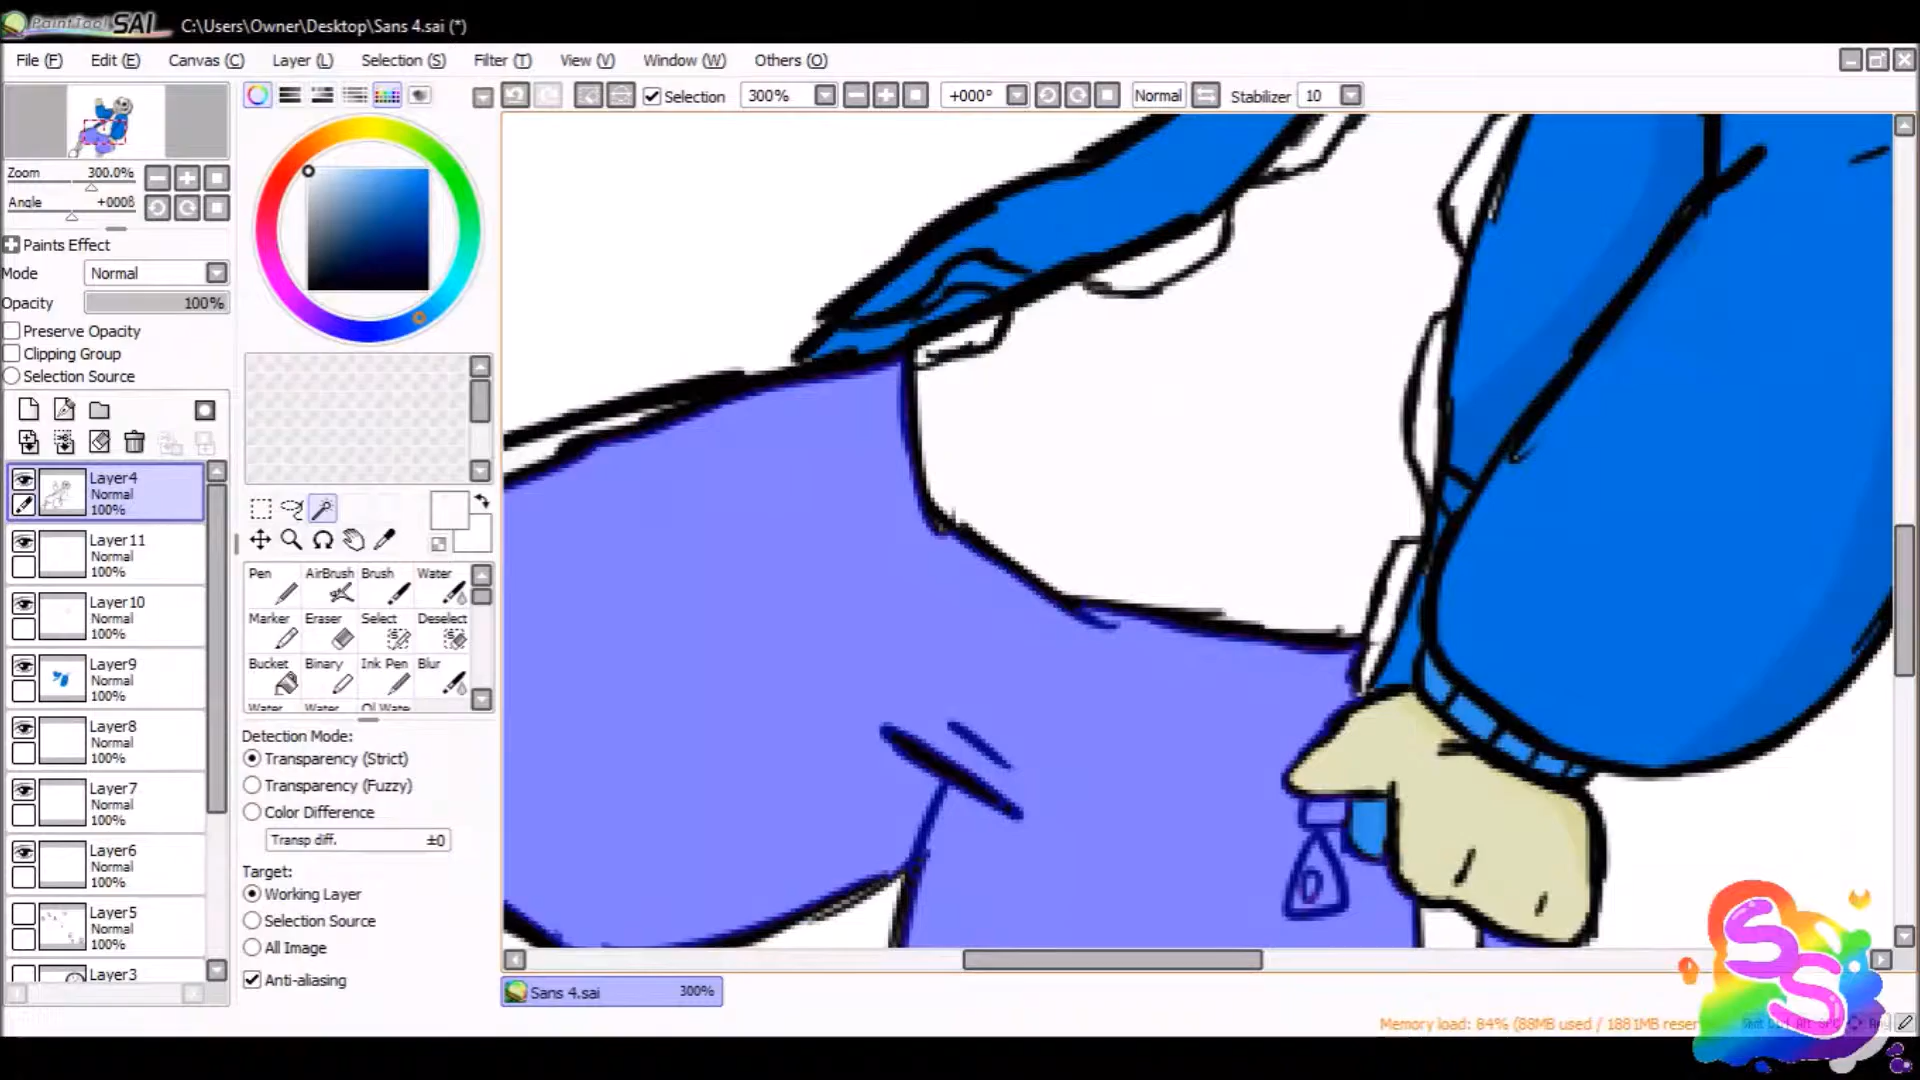 PaintTool SAI C:\Users\Owner\Desktop\Sans 4.sai (*)
File (F) Edit (E) Canvas (C) Layer (L) Selection (S) Filter (T) View (V) Window (W) Others (O)
Selection 300% +000° Normal Stabilizer 10
Zoom 300.0%
Angle +000ß
Paints Effect
Mode Normal
Opacity 100%
Preserve Opacity
Clipping Group
Selection Source
Layer4
Normal
100%
Layer11
Normal
100%
Layer10
Normal
100%
Layer9
Normal
100%
Layer8
Normal
100%
Layer7
Normal
100%
Layer6
Normal
100%
Layer5
Normal
100%
Layer3
Pen AirBrush Brush Water
Marker Eraser Select Deselect
Bucket Binary Ink Pen Blur
Detection Mode:
Transparency (Strict)
Transparency (Fuzzy)
Color Difference
Transp diff. ±0
Target:
Working Layer
Selection Source
All Image
Anti-aliasing
Sans 4.sai 300%
Memory load: 84% (88MB used / 1881MB reser
SS